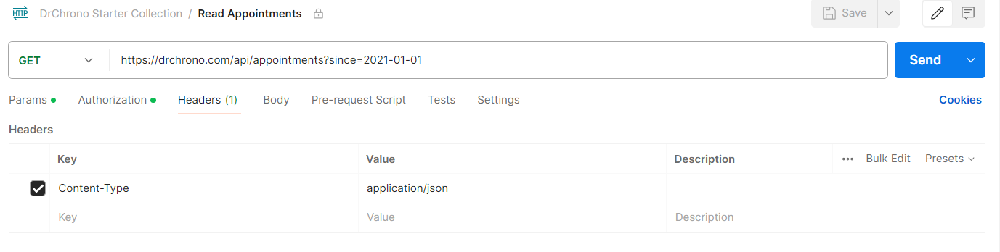 HTTP DrChrono Starter Collection / Read Appointments Save
GET https://drchrono.com/api/appointments?since=2021-01-01 Send
Params Authorization Headers (1) Body Pre-request Script Tests Settings Cookies
Headers
Key Value Description ••• Bulk Edit Presets
Content-Type application/json
Key Value Description